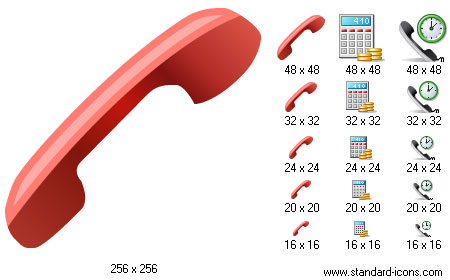 410
48 x 48 48 x 48 48 x 48
32 x 32 32 x 32 32 x 32
24 x 24 24 x 24 24 x 24
20 x 20 20 x 20 20 x 20
16 x 16 16 x 16 16 x 16
256 x 256
www.standard-icons.com